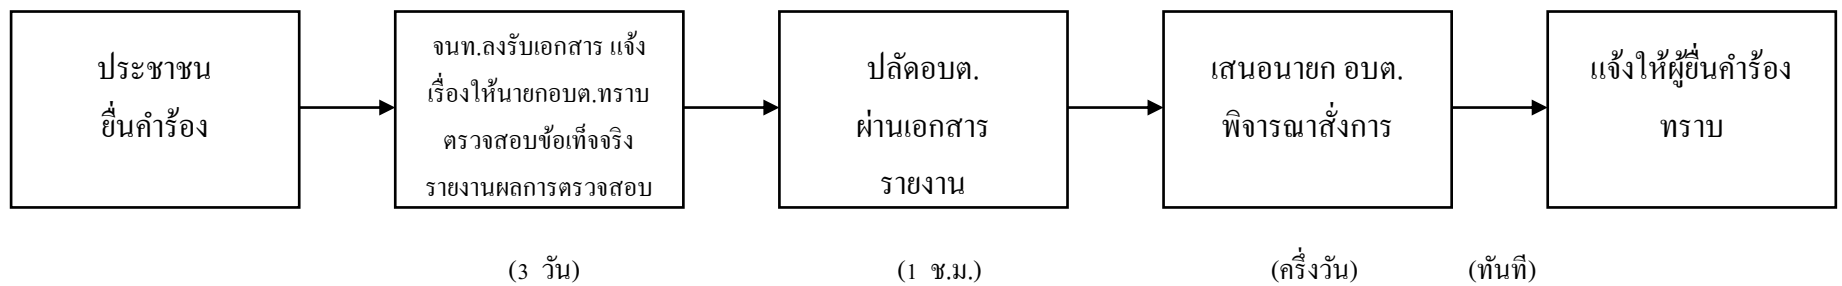 ประชาชน
ยื่นคำร้อง
จนท.ลงรับเอกสาร แจ้ง
เรื่องให้นายกอบต.ทราบ
ตรวจสอบข้อเท็จจริง
รายงานผลการตรวจสอบ
ปลัดอบต.
ผ่านเอกสาร
รายงาน
เสนอนายก อบต.
พิจารณาสั่งการ
แจ้งให้ผู้ยื่นคำร้อง
ทราบ
(3 วัน)
(1 ช.ม.)
(ครึ่งวัน)
(ทันที)